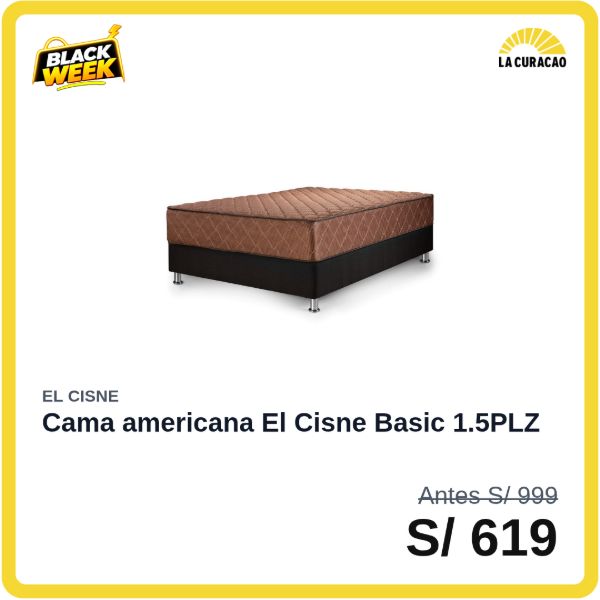 BLACK
WEEK
LA CURACAO
EL CISNE
Cama americana El Cisne Basic 1.5PLZ
Antes S/ 999
S/ 619